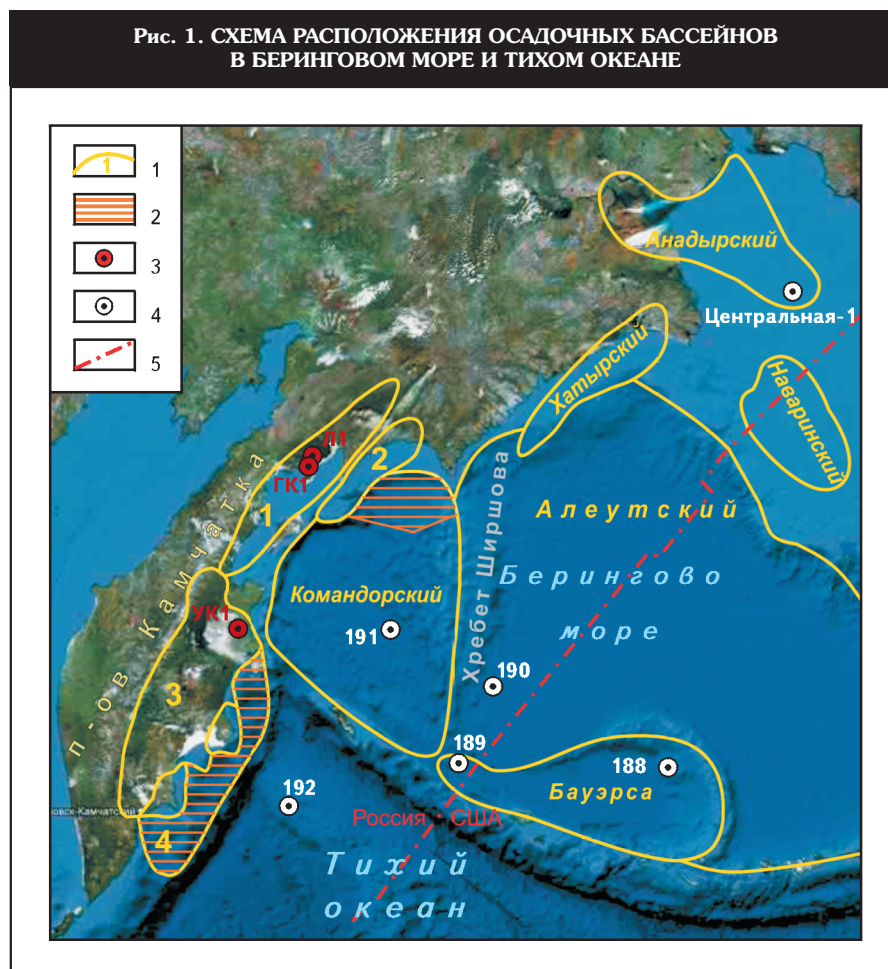 Рис. 1. СХЕМА РАСПОЛОЖЕНИЯ ОСАДОЧНЫХ БАССЕЙНОВ
В БЕРИНГОВОМ МОРЕ И ТИХОМ ОКЕАНЕ
1 1
2
3
4
5
Анадырский
Центральная-1
Хатырский
Наваринский
Л1
ГК1
2
1
п-ов Камчатка
Хребет Ширшова
Алеутский
Берингово
море
Командорский
191
УК1
190
3
189
188
Бауэрса
192
овск-Камчатский
Россия США
4
Тихий
океан